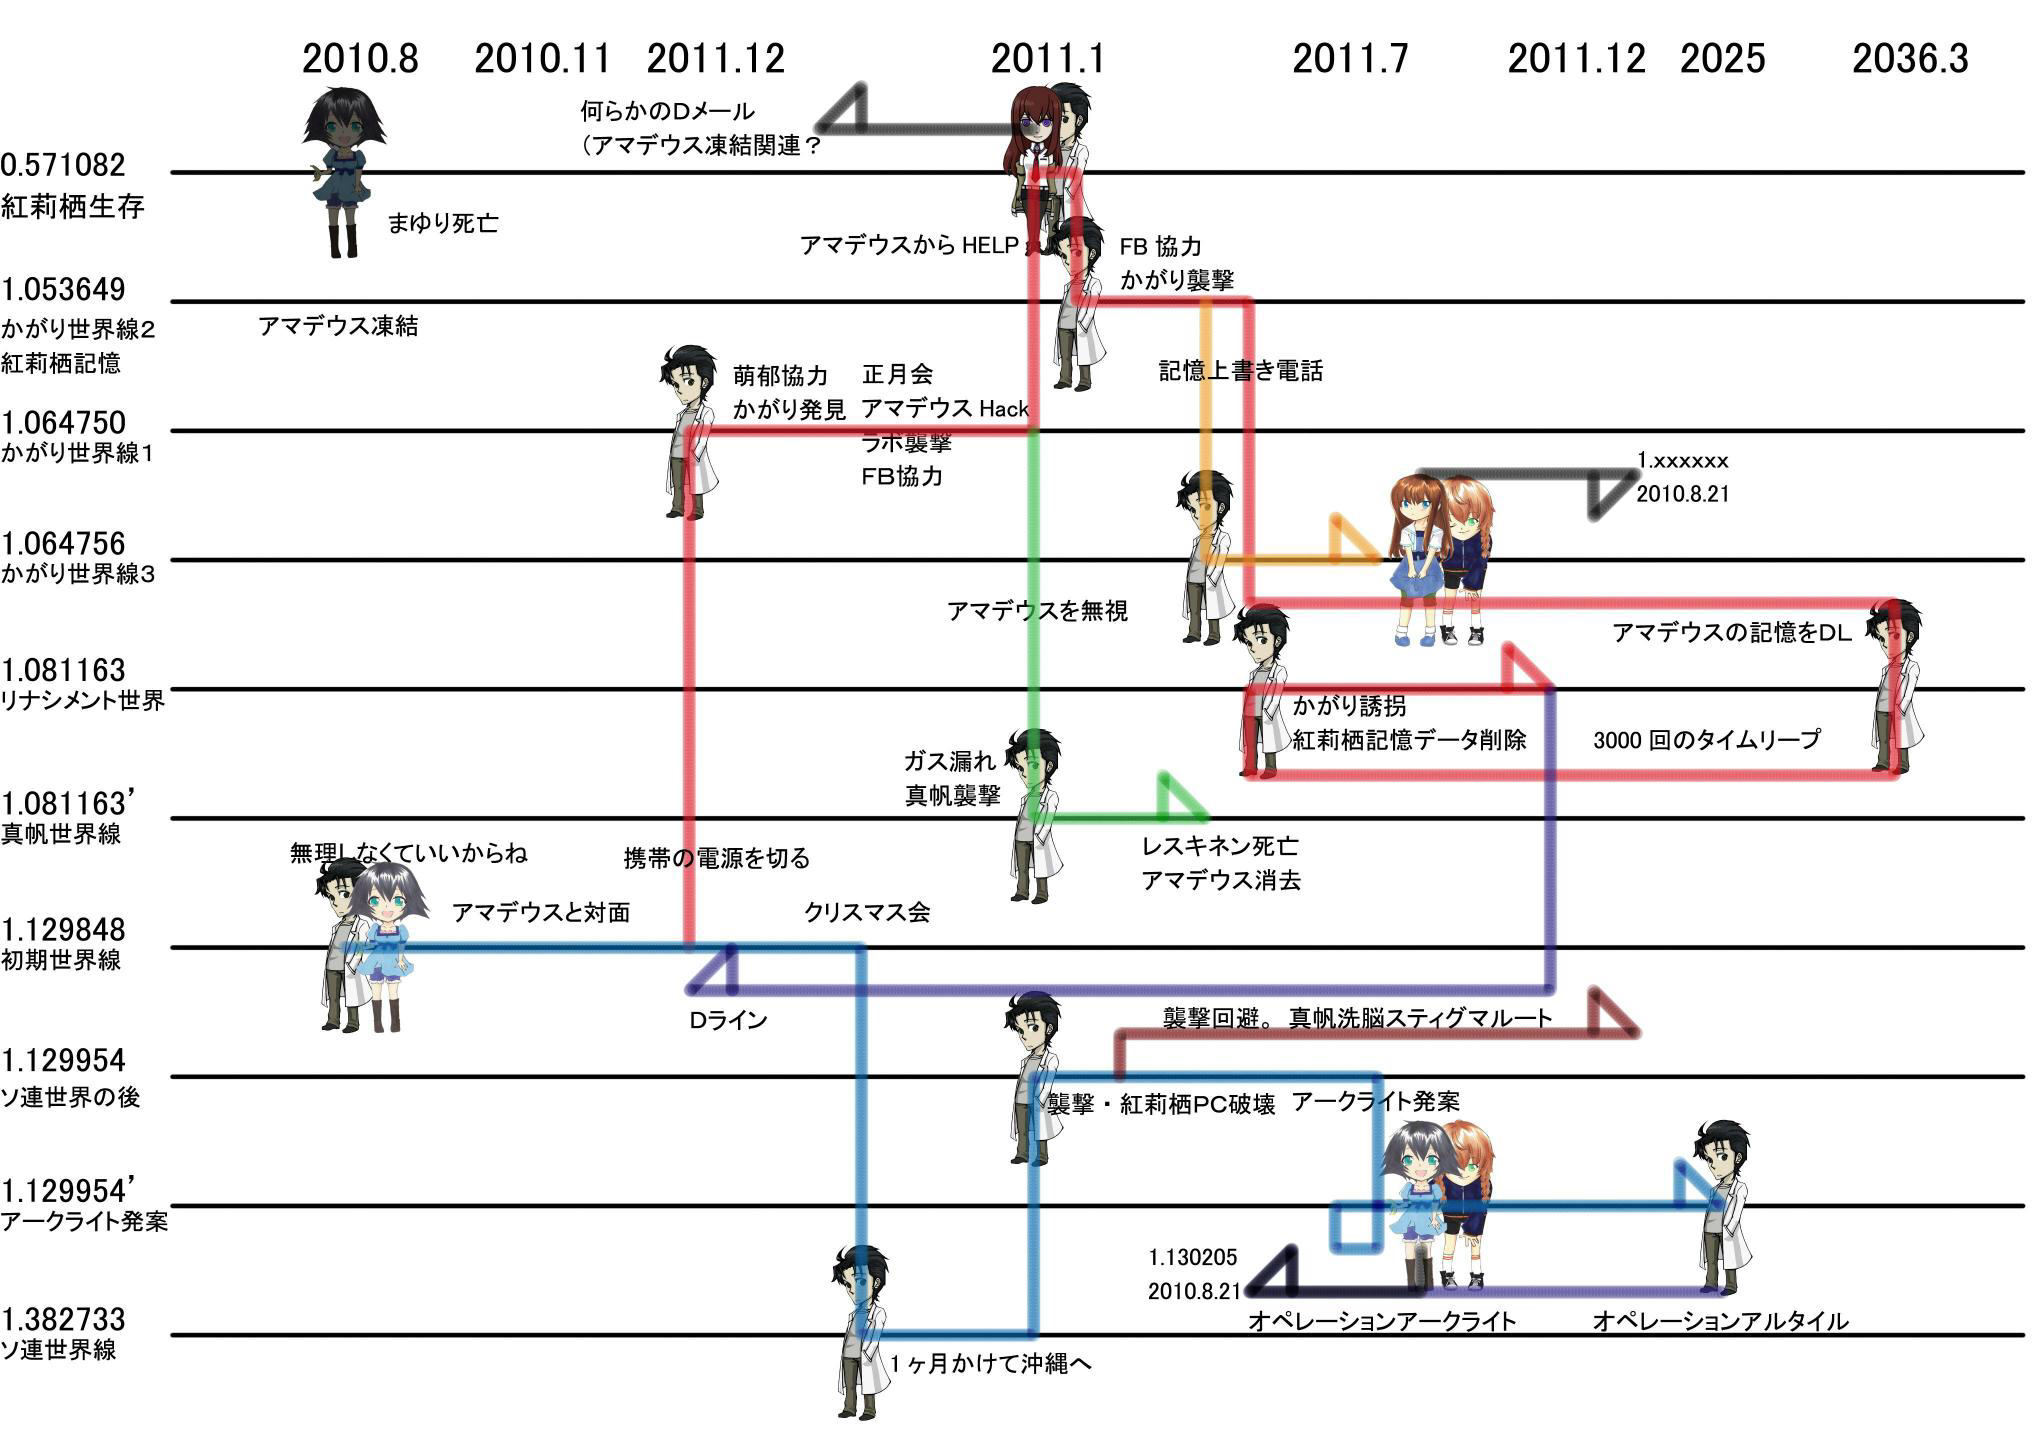 2010.8 2010.11 2011.12 2011.1 2011.7 2011.12 2025 2036.3
何らかのDメール
(アマデウス凍結関連?
0.571082
紅莉栖生存
まゆり死亡
アマデウスから HELP
FB 協力
かがり襲撃
1.053649
かがり世界線2
紅莉栖記憶
アマデウス凍結
記憶上書き電話
萌郁協力
かがり発見
正月会
アマデウス Hack
ラボ襲撃
FB協力
1.064750
かがり世界線1
1.xxxxxx
2010.8.21
1.064756
かがり世界線3
アマデウスを無視
アマデウスの記憶をDL
1.081163
リナシメント世界
かがり誘拐
紅莉栖記憶データ削除
3000 回のタイムリープ
ガス漏れ
真帆襲撃
1.081163’
真帆世界線
レスキネン死亡
アマデウス消去
無理しなくていいからね
携帯の電源を切る
アマデウスと対面
クリスマス会
1.129848
初期世界線
Dライン
襲撃回避。真帆洗脳スティグマルート
1.129954
ソ連世界の後
襲撃・紅莉栖PC破壊
アークライト発案
1.129954’
アークライト発案
1.130205
2010.8.21
オペレーションアークライト
オペレーションアルタイル
1.382733
ソ連世界線
1ヶ月かけて沖縄へ